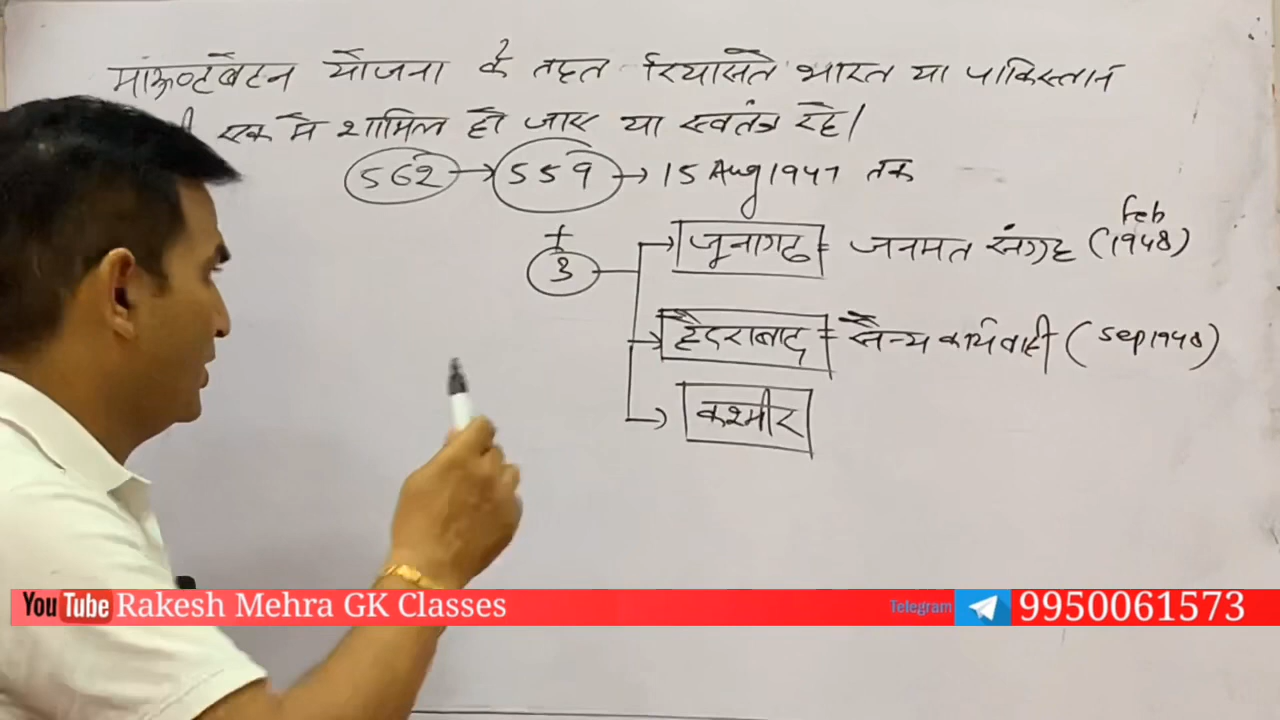 माऊण्टबेटन योजना के तहत रियासते भारत या पाकिस्तान
एक मे शामिल हो जाए या स्वतंत्र रहे।
562 → 559 → 15 Aug 1947 तक
+
3
जूनागढ = जनमत संग्रह (Feb 1948)
हैदराबाद = सैन्य कार्यवाही (Sep 1948)
कश्मीर
YouTube Rakesh Mehra GK Classes
Telegram 9950061573